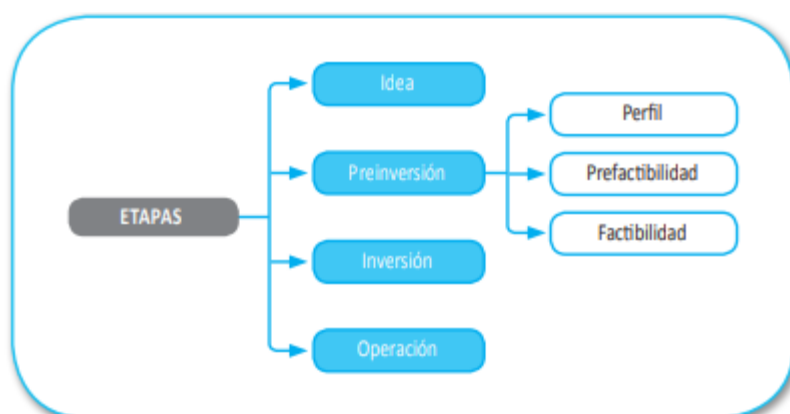 ETAPAS
Idea
Preinversión
Inversión
Operación
Perfil
Prefactibilidad
Factibilidad